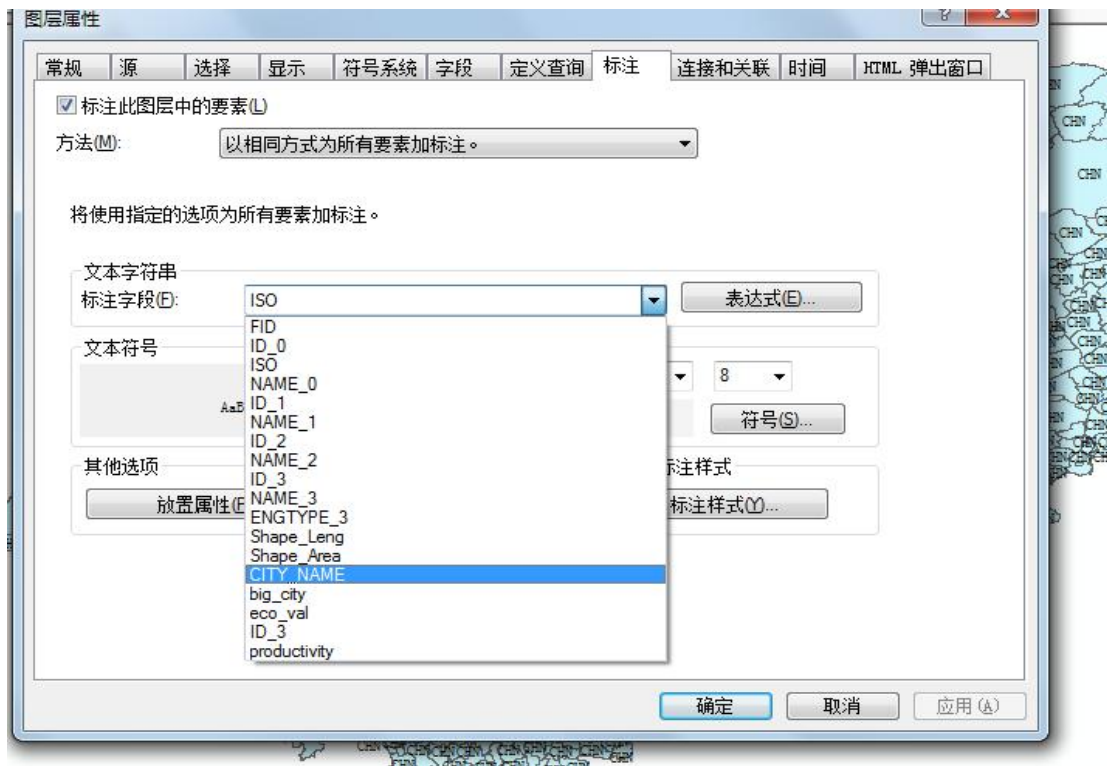 图层属性
常规 源 选择 显示 符号系统 字段 定义查询 标注 连接和关联 时间 HTML 弹出窗口
标注此图层中的要素(L)
方法(M): 以相同方式为所有要素加标注。
将使用指定的选项为所有要素加标注。
文本字符串
标注字段(F): ISO 表达式(E)...
FID
ID_0
文本符号
ISO
NAME_0
8
ID_1
AaB
NAME_1
符号(S)...
ID_2
NAME_2
其他选项
注样式
ID_3
NAME_3
放置属性(
标注样式(Y)...
ENGTYPE_3
Shape_Leng
Shape_Area
CITY_NAME
big_city
eco_val
ID_3
productivity
确定 取消 应用(A)
CHN
CHN
CHN
CHN
CHN
CHN